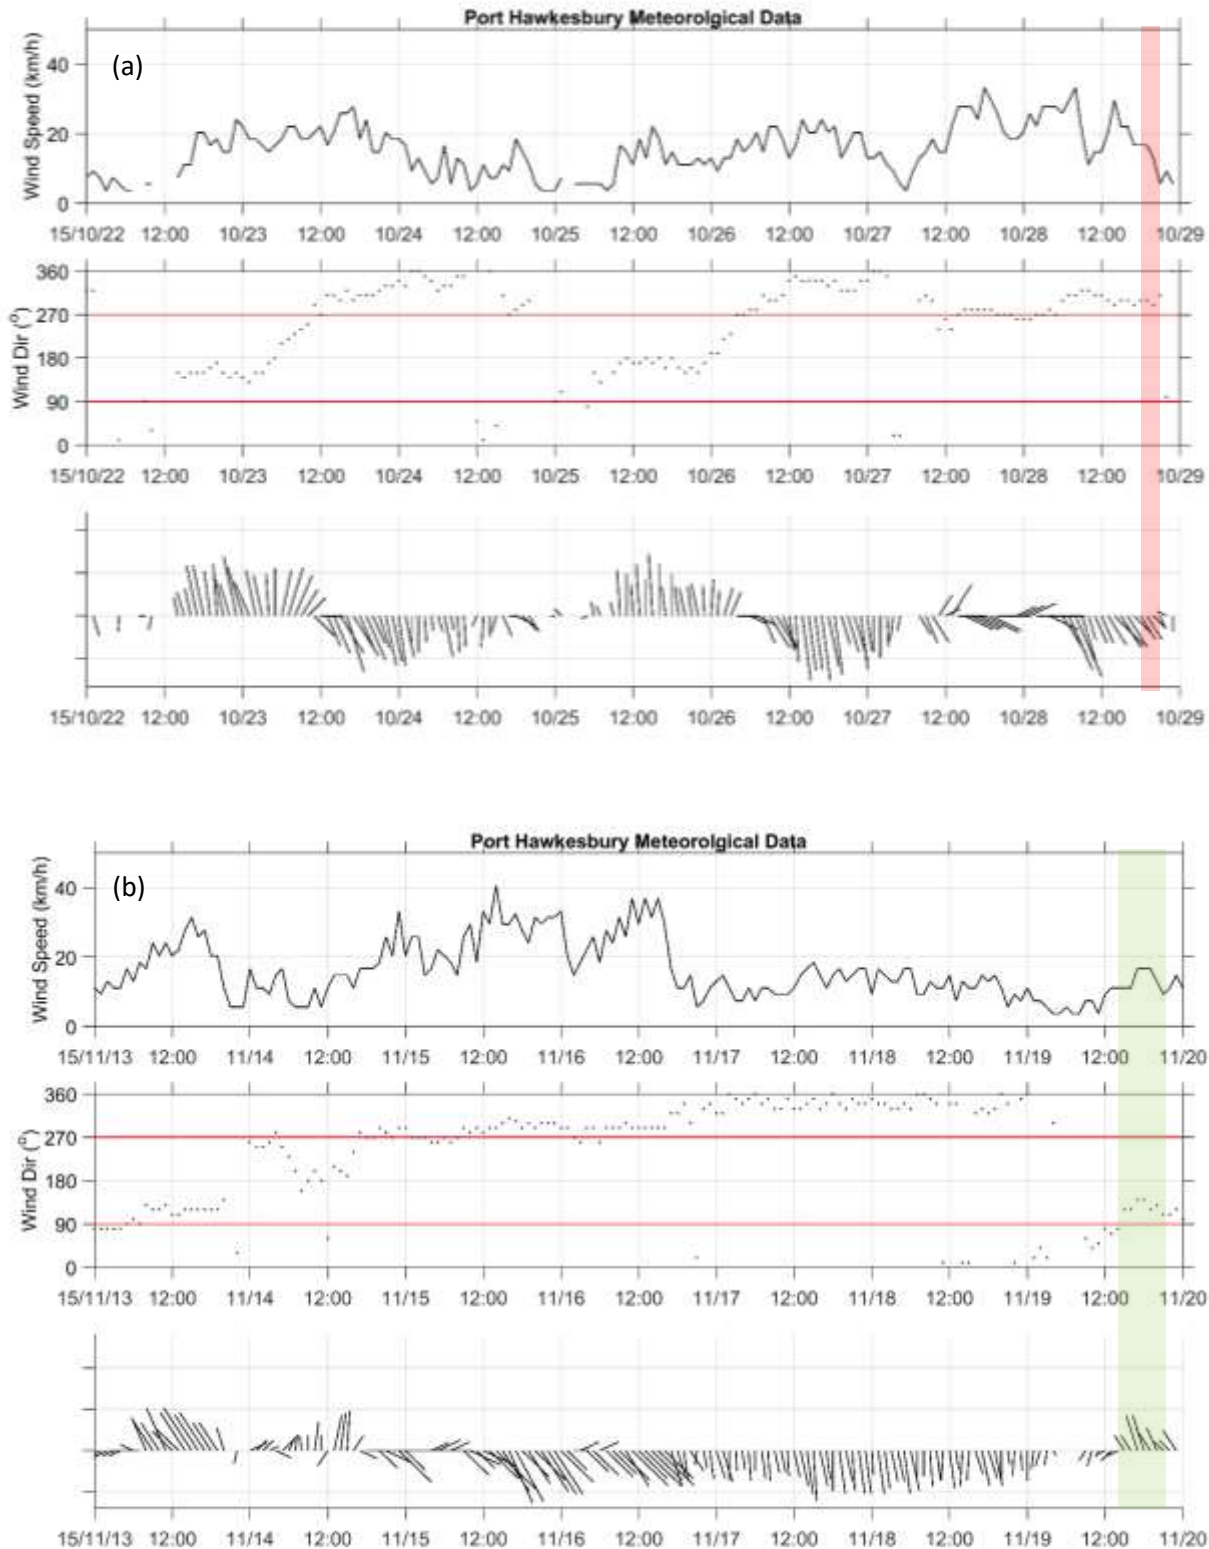 Port Hawkesbury Meteorolgical Data
(a)
Wind Speed (km/h)
40
20
0
15/10/22 12:00 10/23 12:00 10/24 12:00 10/25 12:00 10/26 12:00 10/27 12:00 10/28 12:00 10/29
Wind Dir (°)
360
270
180
90
0
15/10/22 12:00 10/23 12:00 10/24 12:00 10/25 12:00 10/26 12:00 10/27 12:00 10/28 12:00 10/29
15/10/22 12:00 10/23 12:00 10/24 12:00 10/25 12:00 10/26 12:00 10/27 12:00 10/28 12:00 10/29
Port Hawkesbury Meteorolgical Data
(b)
Wind Speed (km/h)
40
20
0
15/11/13 12:00 11/14 12:00 11/15 12:00 11/16 12:00 11/17 12:00 11/18 12:00 11/19 12:00 11/20
Wind Dir (°)
360
270
180
90
0
15/11/13 12:00 11/14 12:00 11/15 12:00 11/16 12:00 11/17 12:00 11/18 12:00 11/19 12:00 11/20
15/11/13 12:00 11/14 12:00 11/15 12:00 11/16 12:00 11/17 12:00 11/18 12:00 11/19 12:00 11/20